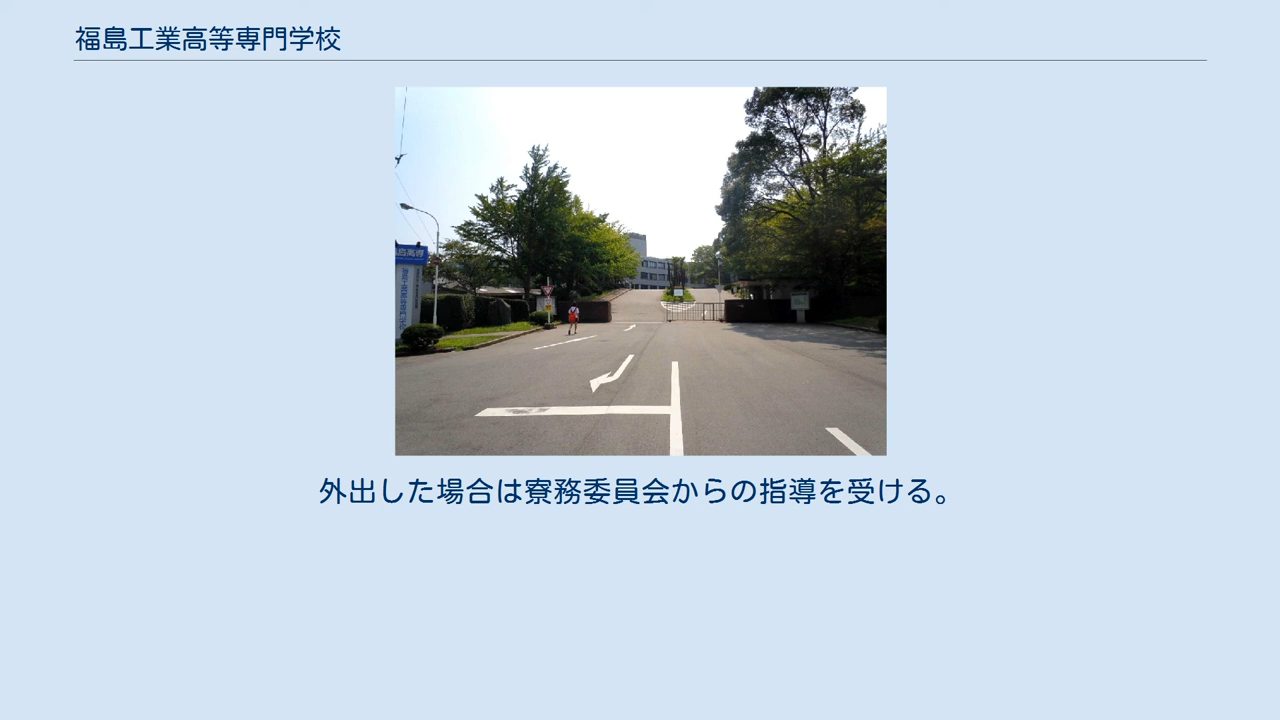 福島工業高等専門学校
外出した場合は寮務委員会からの指導を受ける。